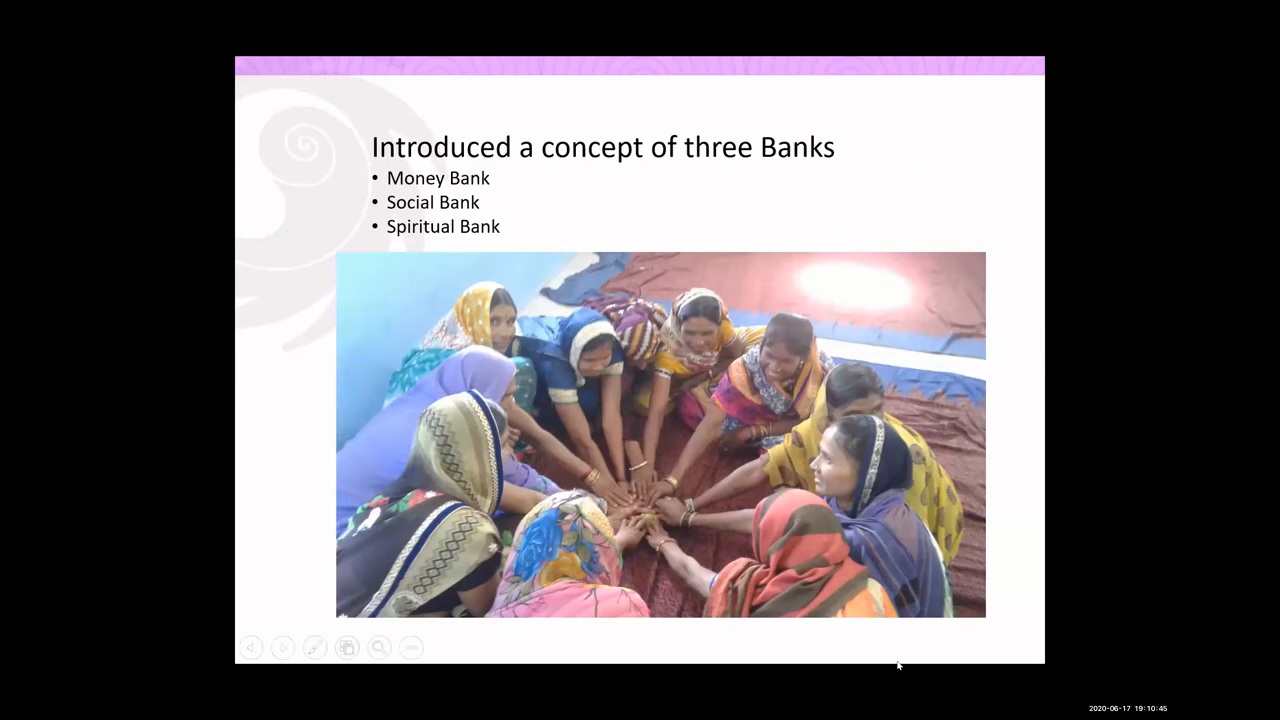 Introduced a concept of three Banks
• Money Bank
• Social Bank
• Spiritual Bank
2020-06-17 19:10:45